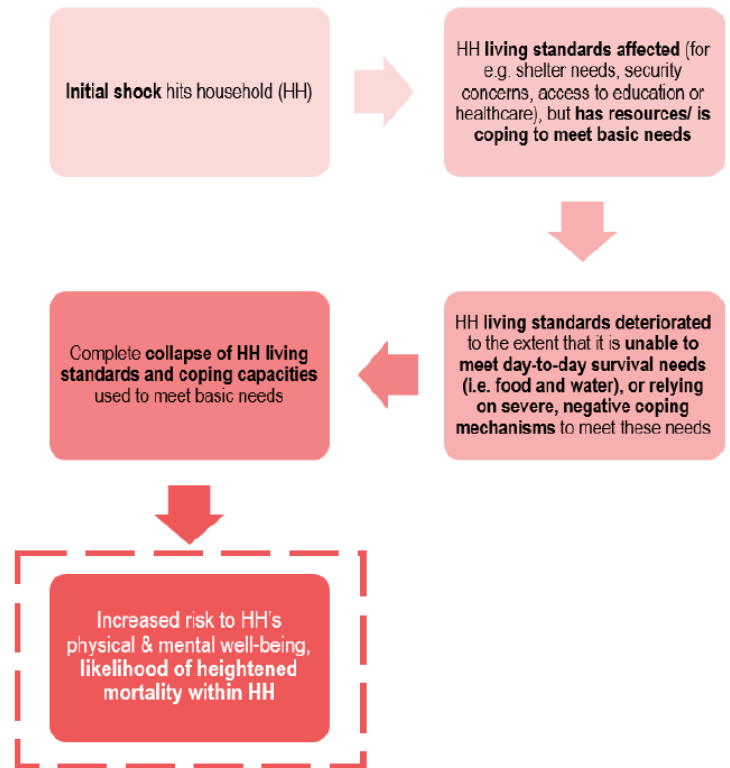 Initial shock hits household (HH)
HH living standards affected (for
e.g. shelter needs, security
concerns, access to education or
healthcare), but has resources/ is
coping to meet basic needs
HH living standards deteriorated
to the extent that it is unable to
meet day-to-day survival needs
(i.e. food and water), or relying
on severe, negative coping
mechanisms to meet these needs
Complete collapse of HH living
standards and coping capacities
used to meet basic needs
Increased risk to HH's
physical & mental well-being,
likelihood of heightened
mortality within HH